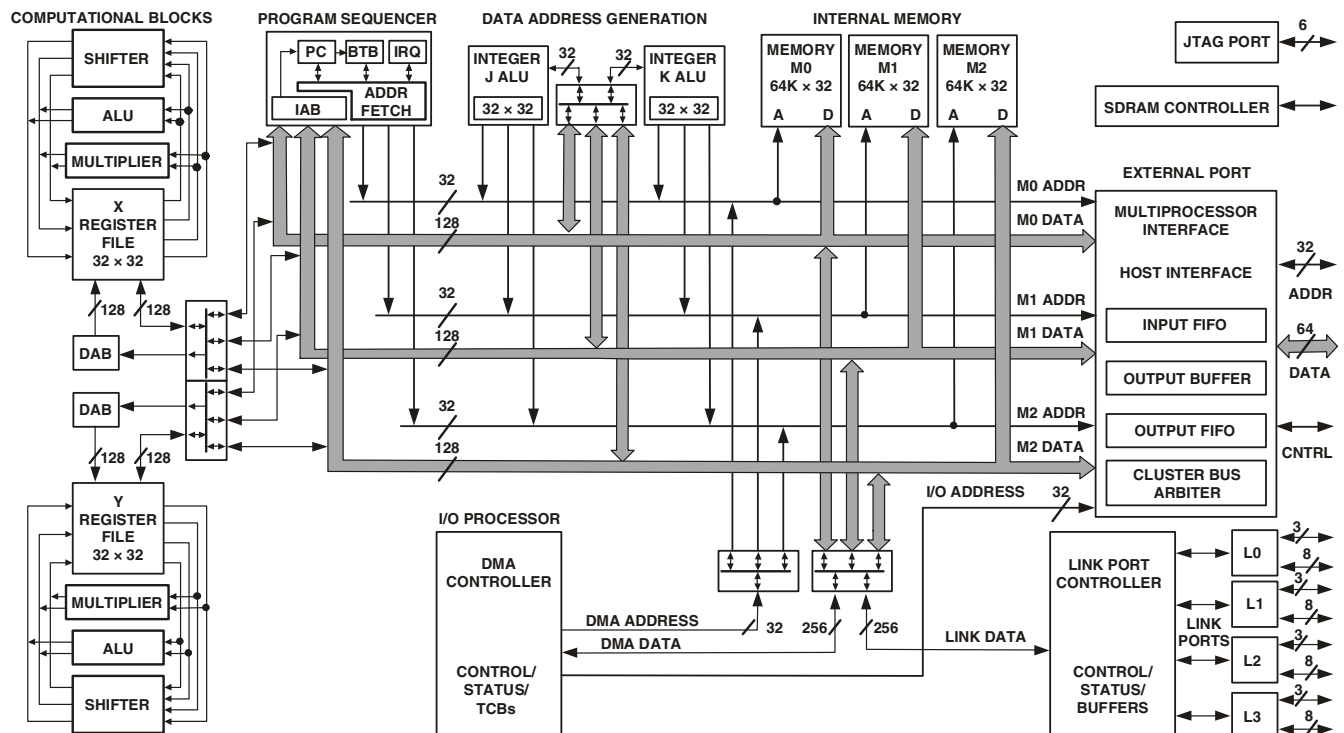 COMPUTATIONAL BLOCKS
SHIFTER
ALU
MULTIPLIER
X
REGISTER
FILE
32 × 32
128
128
DAB
DAB
128
128
Y
REGISTER
FILE
32 × 32
MULTIPLIER
ALU
SHIFTER
PROGRAM SEQUENCER
PC
BTB
IRQ
ADDR
FETCH
IAB
DATA ADDRESS GENERATION
INTEGER
J ALU
32 × 32
32
32
INTEGER
K ALU
32 × 32
INTERNAL MEMORY
MEMORY
M0
64K × 32
A
D
MEMORY
M1
64K × 32
A
D
MEMORY
M2
64K × 32
A
D
32
128
32
128
32
128
M0 ADDR
M0 DATA
M1 ADDR
M1 DATA
M2 ADDR
M2 DATA
I/O ADDRESS
32
JTAG PORT
6
SDRAM CONTROLLER
EXTERNAL PORT
MULTIPROCESSOR
INTERFACE
HOST INTERFACE
INPUT FIFO
OUTPUT BUFFER
OUTPUT FIFO
CLUSTER BUS
ARBITER
32
ADDR
64
DATA
CNTRL
I/O PROCESSOR
DMA
CONTROLLER
CONTROL/
STATUS/
TCBs
DMA ADDRESS
32
DMA DATA
256
256
LINK DATA
LINK PORT
CONTROLLER
CONTROL/
STATUS/
BUFFERS
LINK
PORTS
L0
3
8
L1
3
8
L2
3
8
L3
3
8